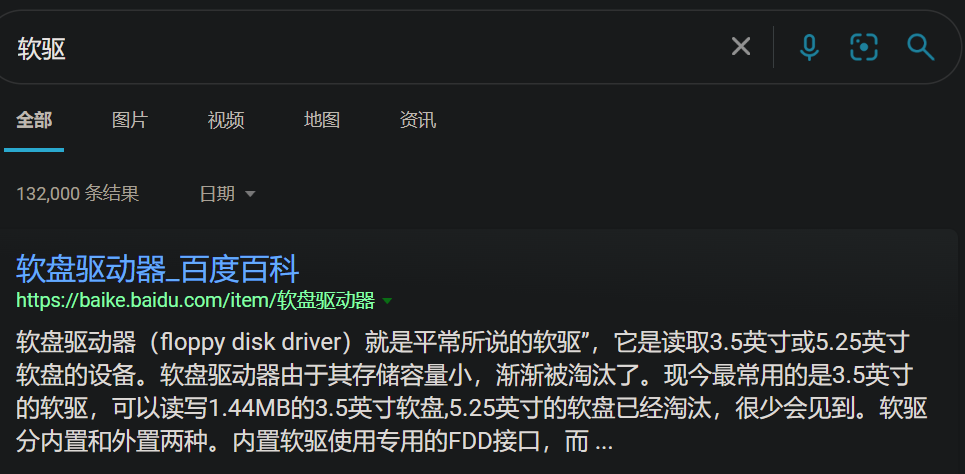 软驱
全部 图片 视频 地图 资讯
132,000 条结果 日期
软盘驱动器_百度百科
https://baike.baidu.com/item/软盘驱动器
软盘驱动器（floppy disk driver）就是平常所说的软驱”，它是读取3.5英寸或5.25英寸
软盘的设备。软盘驱动器由于其存储容量小，渐渐被淘汰了。现今最常用的是3.5英寸
的软驱，可以读写1.44MB的3.5英寸软盘,5.25英寸的软盘已经淘汰，很少会见到。软驱
分内置和外置两种。内置软驱使用专用的FDD接口，而 ...